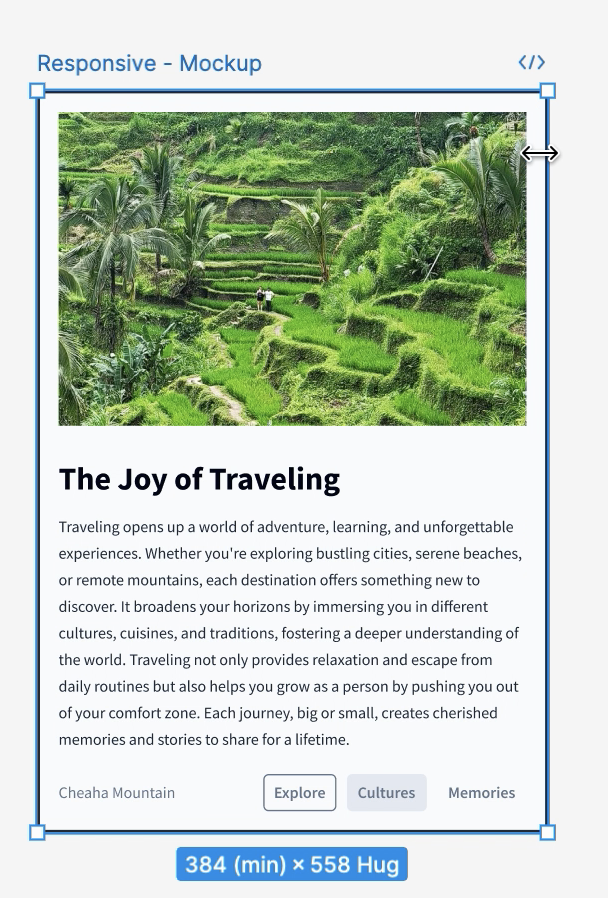 Responsive - Mockup </>
The Joy of Traveling
Traveling opens up a world of adventure, learning, and unforgettable
experiences. Whether you're exploring bustling cities, serene beaches,
or remote mountains, each destination offers something new to
discover. It broadens your horizons by immersing you in different
cultures, cuisines, and traditions, fostering a deeper understanding of
the world. Traveling not only provides relaxation and escape from
daily routines but also helps you grow as a person by pushing you out
of your comfort zone. Each journey, big or small, creates cherished
memories and stories to share for a lifetime.
Cheaha Mountain Explore Cultures Memories
384 (min) × 558 Hug